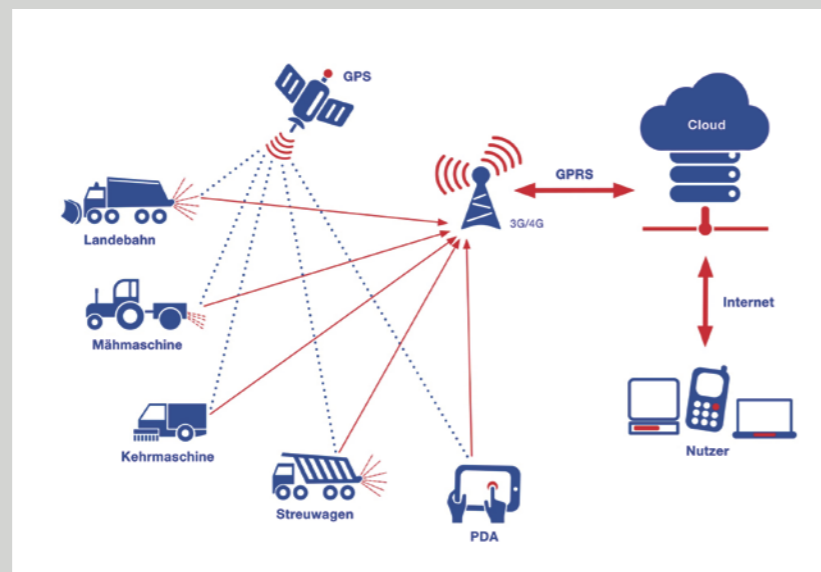 GPS
Cloud
GPRS
3G/4G
Landebahn
Internet
Mähmaschine
Kehrmaschine
Nutzer
Streuwagen
PDA